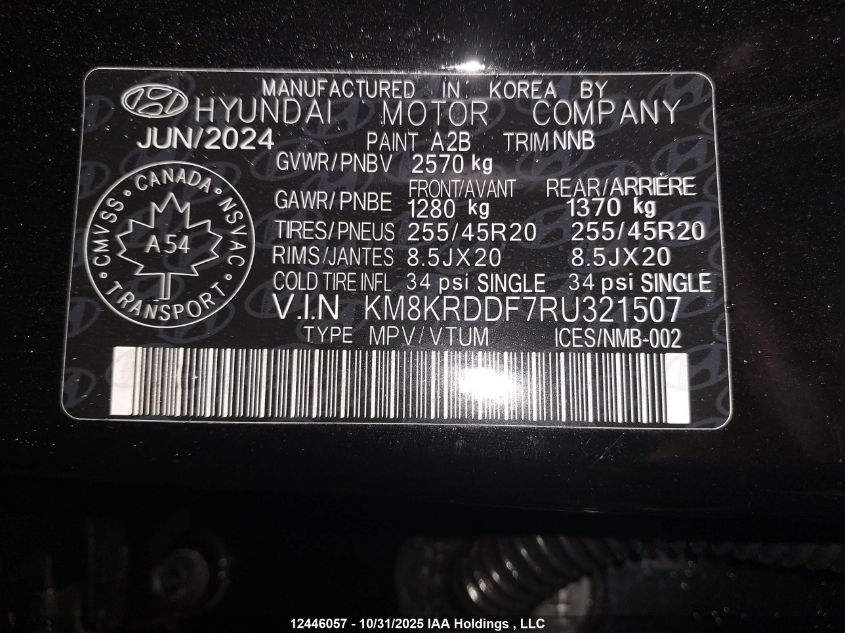 MANUFACTURED IN KOREA BY
HYUNDAI MOTOR COMPANY
JUN/2024 PAINT A2B TRIM NNB
GVWR/PNBV 2570 kg
FRONT/AVANT REAR/ARRIÈRE
GAWR/PNBE 1280 kg 1370 kg
TIRES/PNEUS 255/45R20 255/45R20
RIMS/JANTES 8.5JX20 8.5JX20
COLD TIRE INFL 34 psi SINGLE 34 psi SINGLE
V.I.N KM8KRDDF7RU321507
TYPE MPV/VTUM ICES/NMB-002
CANADA
CMVSS NSVAC
A 54
TRANSPORT
12446057 - 10/31/2025 IAA Holdings , LLC